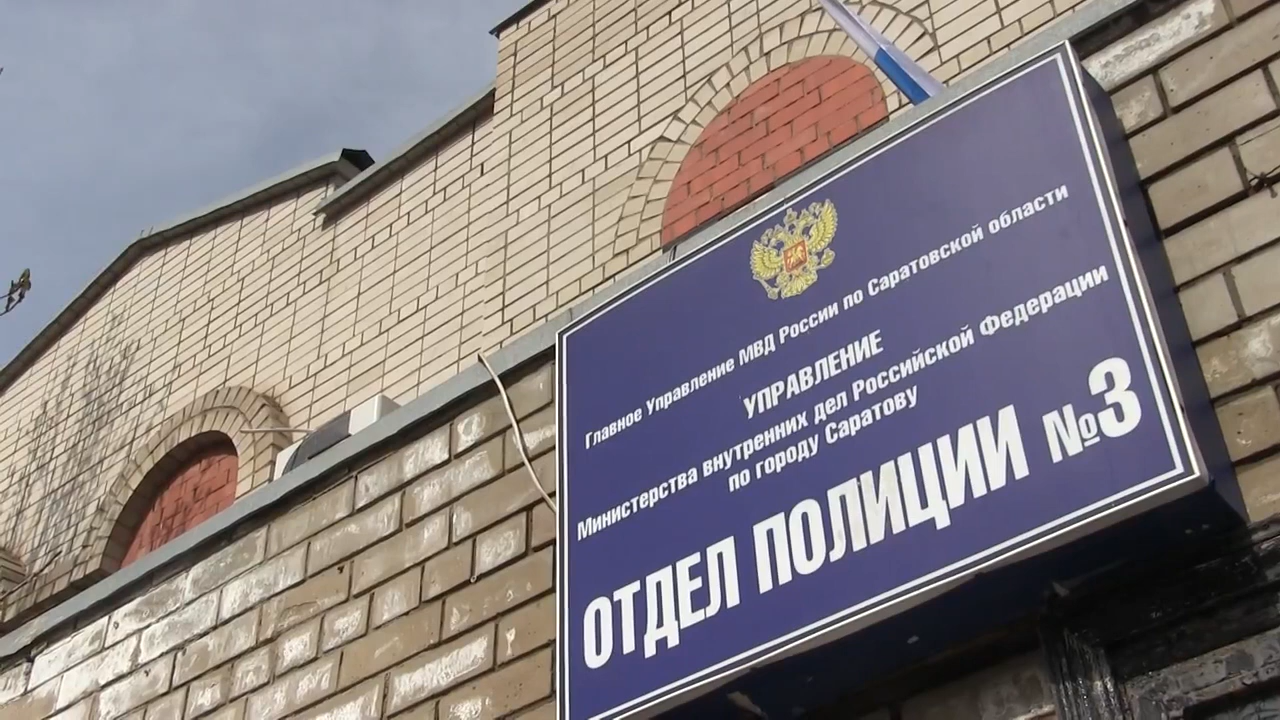 Главное Управление МВД России по Саратовской области
УПРАВЛЕНИЕ
Министерства внутренних дел Российской Федерации
по городу Саратову
ОТДЕЛ ПОЛИЦИИ №3